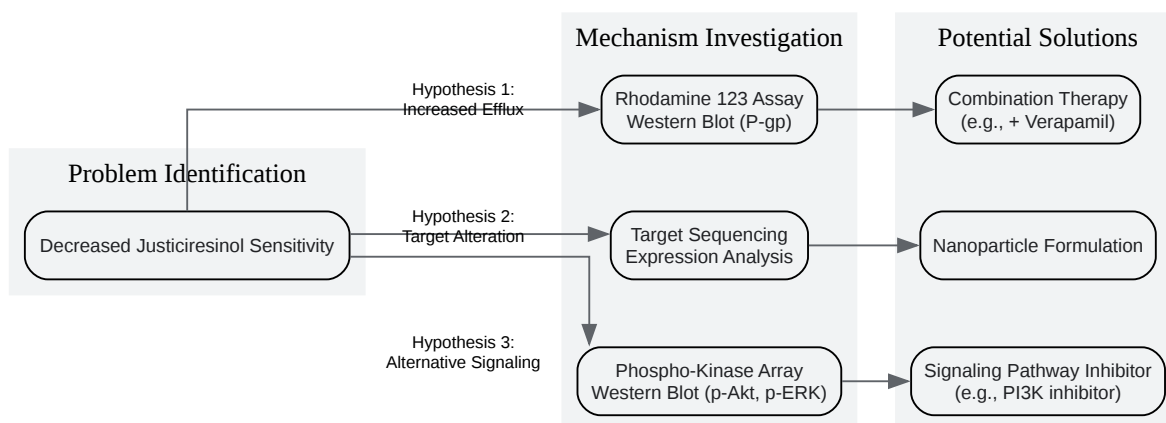 Mechanism Investigation
Potential Solutions
Hypothesis 1:
Increased Efflux
Rhodamine 123 Assay
Western Blot (P-gp)
Combination Therapy
(e.g., + Verapamil)
Problem Identification
Decreased Justiciresinol Sensitivity
Hypothesis 2:
Target Alteration
Target Sequencing
Expression Analysis
Nanoparticle Formulation
Hypothesis 3:
Alternative Signaling
Phospho-Kinase Array
Western Blot (p-Akt, p-ERK)
Signaling Pathway Inhibitor
(e.g., PI3K inhibitor)